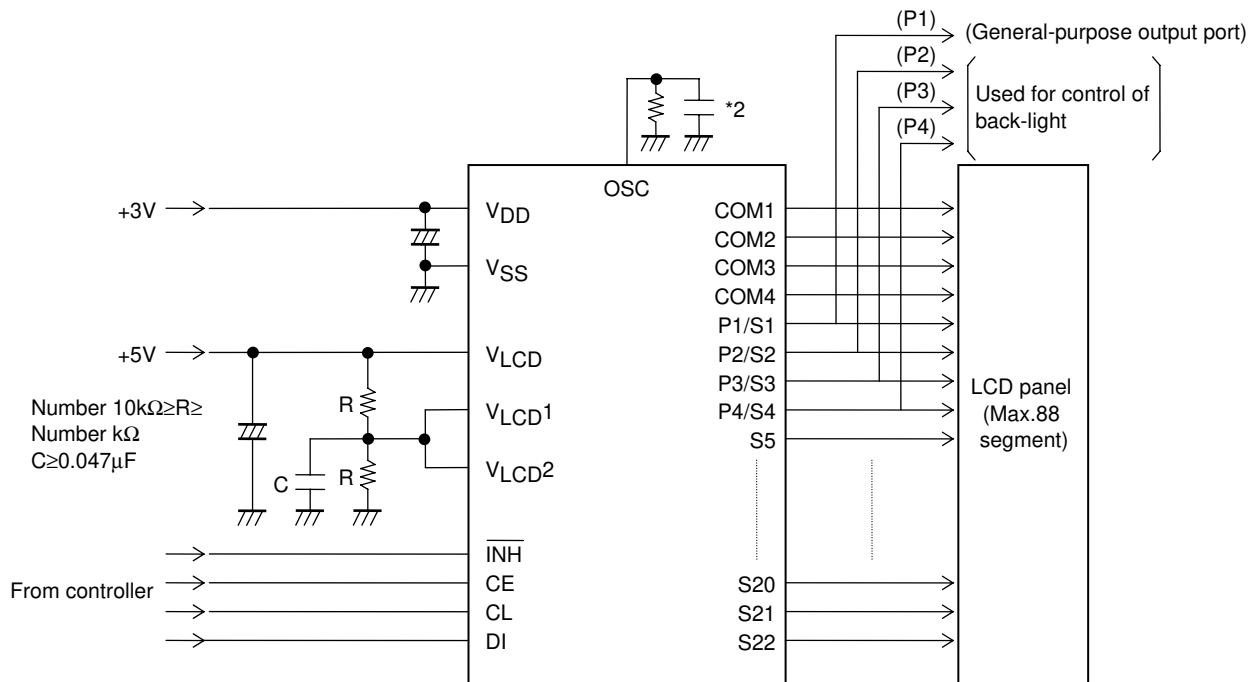 (P1)
(General-purpose output port)
(P2)
(P3)
(P4)
Used for control of
back-light
*2
OSC
+3V
VDD
VSS
+5V
VLCD
VLCD1
VLCD2
R
R
C
Number 10kΩ≥R≥
Number kΩ
C≥0.047μF
From controller
INH
CE
CL
DI
COM1
COM2
COM3
COM4
P1/S1
P2/S2
P3/S3
P4/S4
S5
S20
S21
S22
LCD panel
(Max.88
segment)